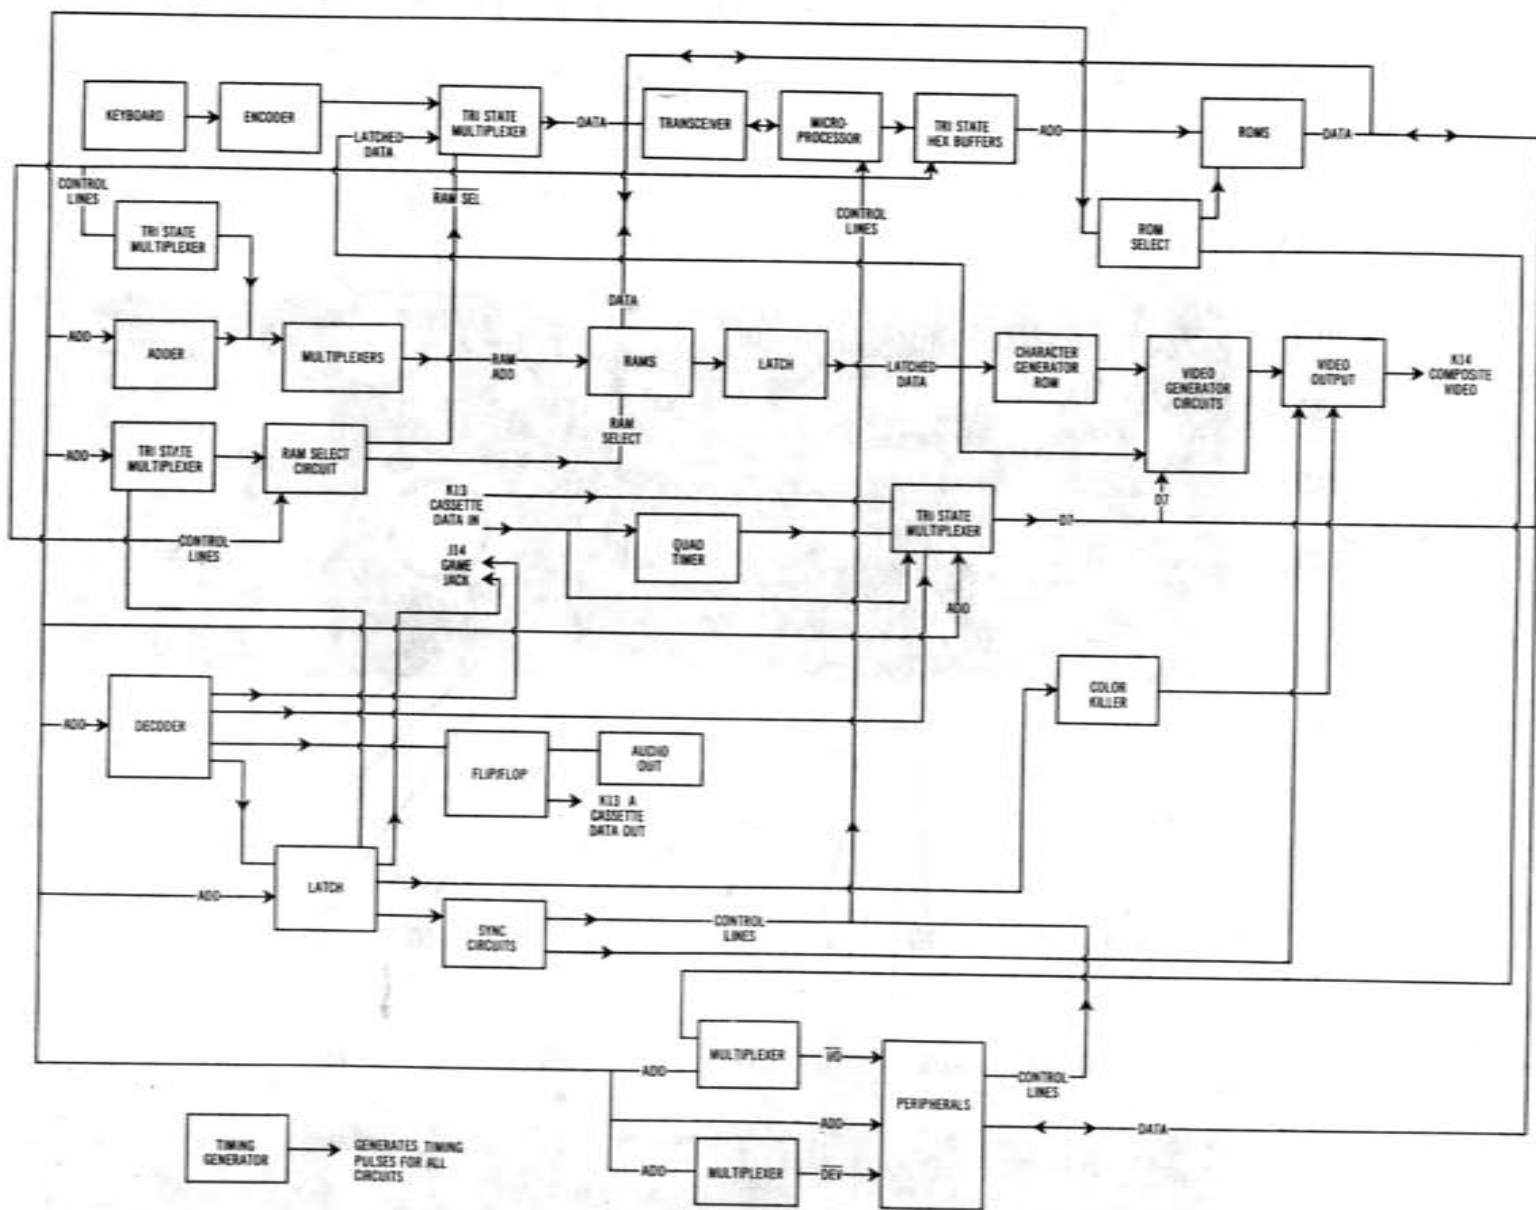 KEYBOARD
ENCODER
TRI STATE
MULTIPLEXER
DATA
TRANSCEIVER
MICRO-
PROCESSOR
TRI STATE
HEX BUFFERS
ADD
ROMS
DATA
LATCHED
DATA
CONTROL
LINES
RAM SEL
CONTROL
LINES
TRI STATE
MULTIPLEXER
ROM
SELECT
DATA
ADD
ADDER
MULTIPLEXERS
RAM
ADD
RAMS
LATCH
LATCHED
DATA
CHARACTER
GENERATOR
ROM
VIDEO
GENERATOR
CIRCUITS
VIDEO
OUTPUT
K14
COMPOSITE
VIDEO
ADD
TRI STATE
MULTIPLEXER
RAM SELECT
CIRCUIT
RAM
SELECT
K13
CASSETTE
DATA IN
TRI STATE
MULTIPLEXER
D7
D7
CONTROL
LINES
J14
GAME
JACK
QUAD
TIMER
ADD
ADD
DECODER
COLOR
KILLER
FLIP/FLOP
AUDIO
OUT
K13 A
CASSETTE
DATA OUT
ADD
LATCH
SYNC
CIRCUITS
CONTROL
LINES
ADD
MULTIPLEXER
I/O
PERIPHERALS
CONTROL
LINES
ADD
DATA
ADD
MULTIPLEXER
DEV
TIMING
GENERATOR
GENERATES TIMING
PULSES FOR ALL
CIRCUITS